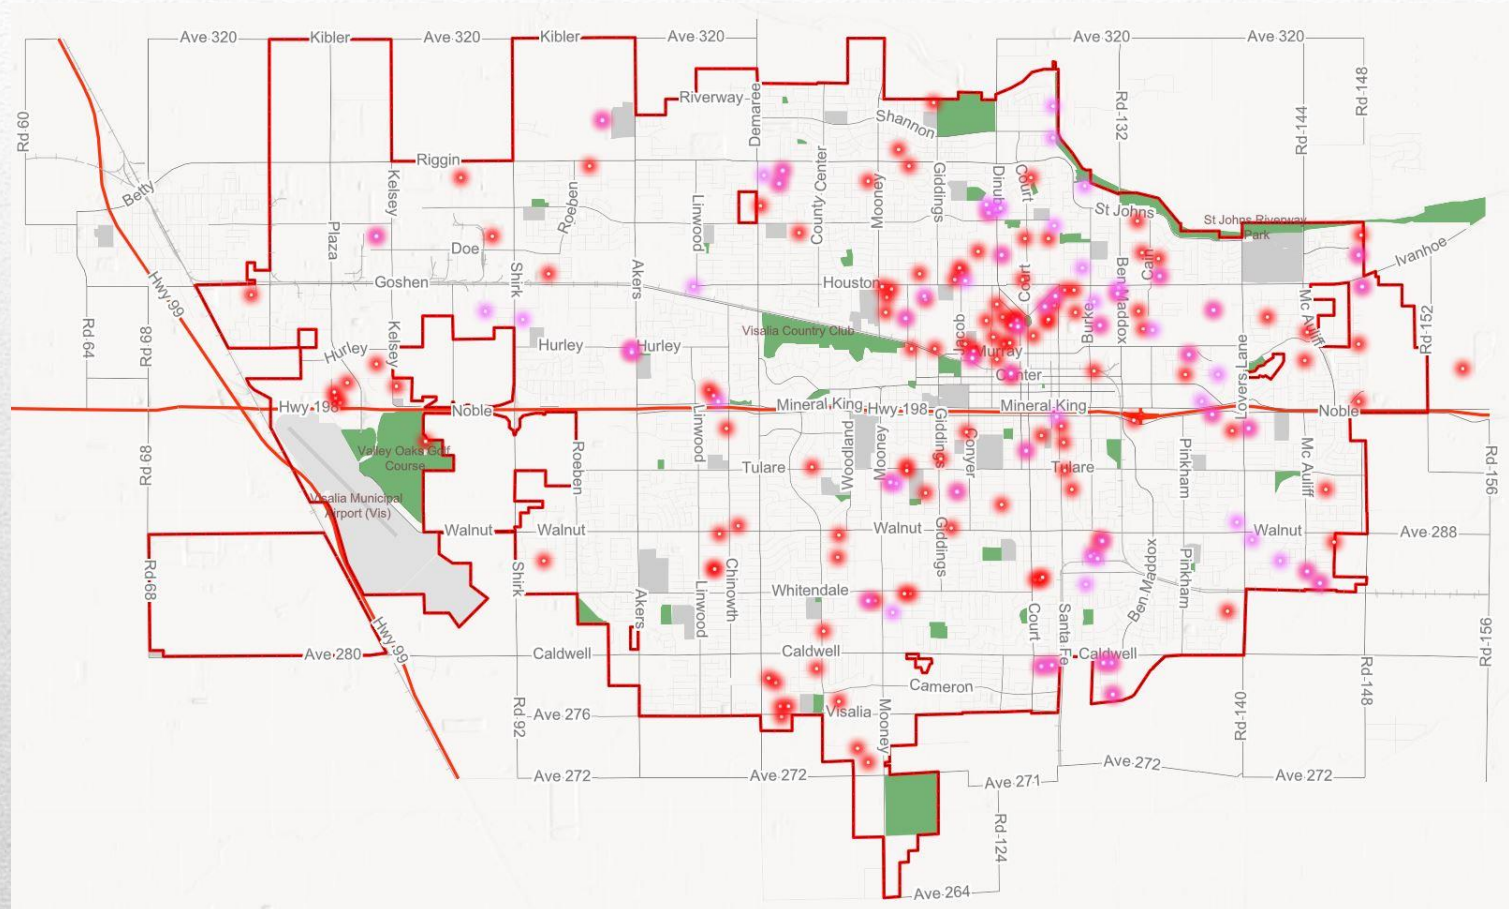 Ave 320
Kibler
Ave 320
Kibler
Ave 320
Ave 320
Ave 320
Rd-148
Riverway
Demaree
Shannon
Rd-132
Rd-144
Rd 60
Riggin
Betty
Kelsey
Roeben
Linwood
County Center
Mooney
Giddings
Dinub
Court
St Johns
St Johns Riverway
Park
Ivanhoe
Plaza
Doe
Hwy-99
Goshen
Shirk
Akers
Houston
Court
Ben Maddox
Cain
Mc Auliff
Rd-152
Rd 64
Rd 86
Hurley
Kelsey
Hurley
Hurley
Visalia Country Club
Jacob
Murray
Center
Burke
Lovers Lane
Hwy 198
Noble
Mineral King
Hwy 198
Mineral King
Noble
Rd 68
Valley Oaks Golf
Course
Roeben
Linwood
Tulare
Woodland
Mooney
Giddings
Conyer
Tulare
Pinkham
Mc Auliff
Rd-156
Visalia Municipal
Airport (Vis)
Walnut
Walnut
Walnut
Walnut
Ave 288
Rd-68
Shirk
Akers
Linwood
Chinowth
Whitendale
Giddings
Court
Santa Fe
Ben Maddox
Pinkham
Hwy-99
Ave 280
Caldwell
Caldwell
Caldwell
Rd-156
Cameron
Rd-92
Ave 276
Visalia
Mooney
Rd-140
Rd-148
Ave 272
Ave 272
Ave 271
Ave 272
Ave 272
Rd-124
Ave 264